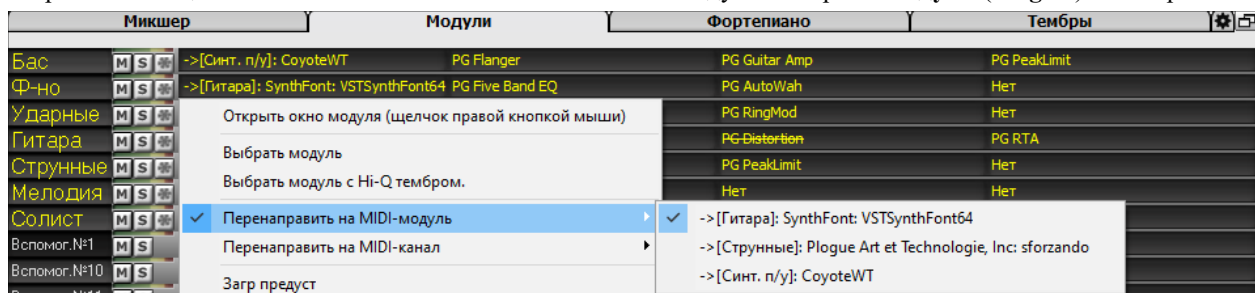 Микшер Модули Фортепиано Тембры
Бас M S ->[Синт. п/у]: CoyoteWT PG Flanger PG Guitar Amp PG PeakLimit
Ф-но M S ->[Гитара]: SynthFont: VSTSynthFont64 PG Five Band EQ PG AutoWah Нет
Ударные M S Открыть окно модуля (щелчок правой кнопкой мыши) PG RingMod Нет
Гитара M S Выбрать модуль PG Distortion PG RTA
Струнные M S Выбрать модуль с Hi-Q тембром. PG PeakLimit Нет
Мелодия M S Нет Нет
Солист M S Перенаправить на MIDI-модуль ->[Гитара]: SynthFont: VSTSynthFont64
Вспомог.№1 M S Перенаправить на MIDI-канал ->[Струнные]: Plogue Art et Technologie, Inc: sforzando
Вспомог.№10 M S Загр предуст ->[Синт. п/у]: CoyoteWT